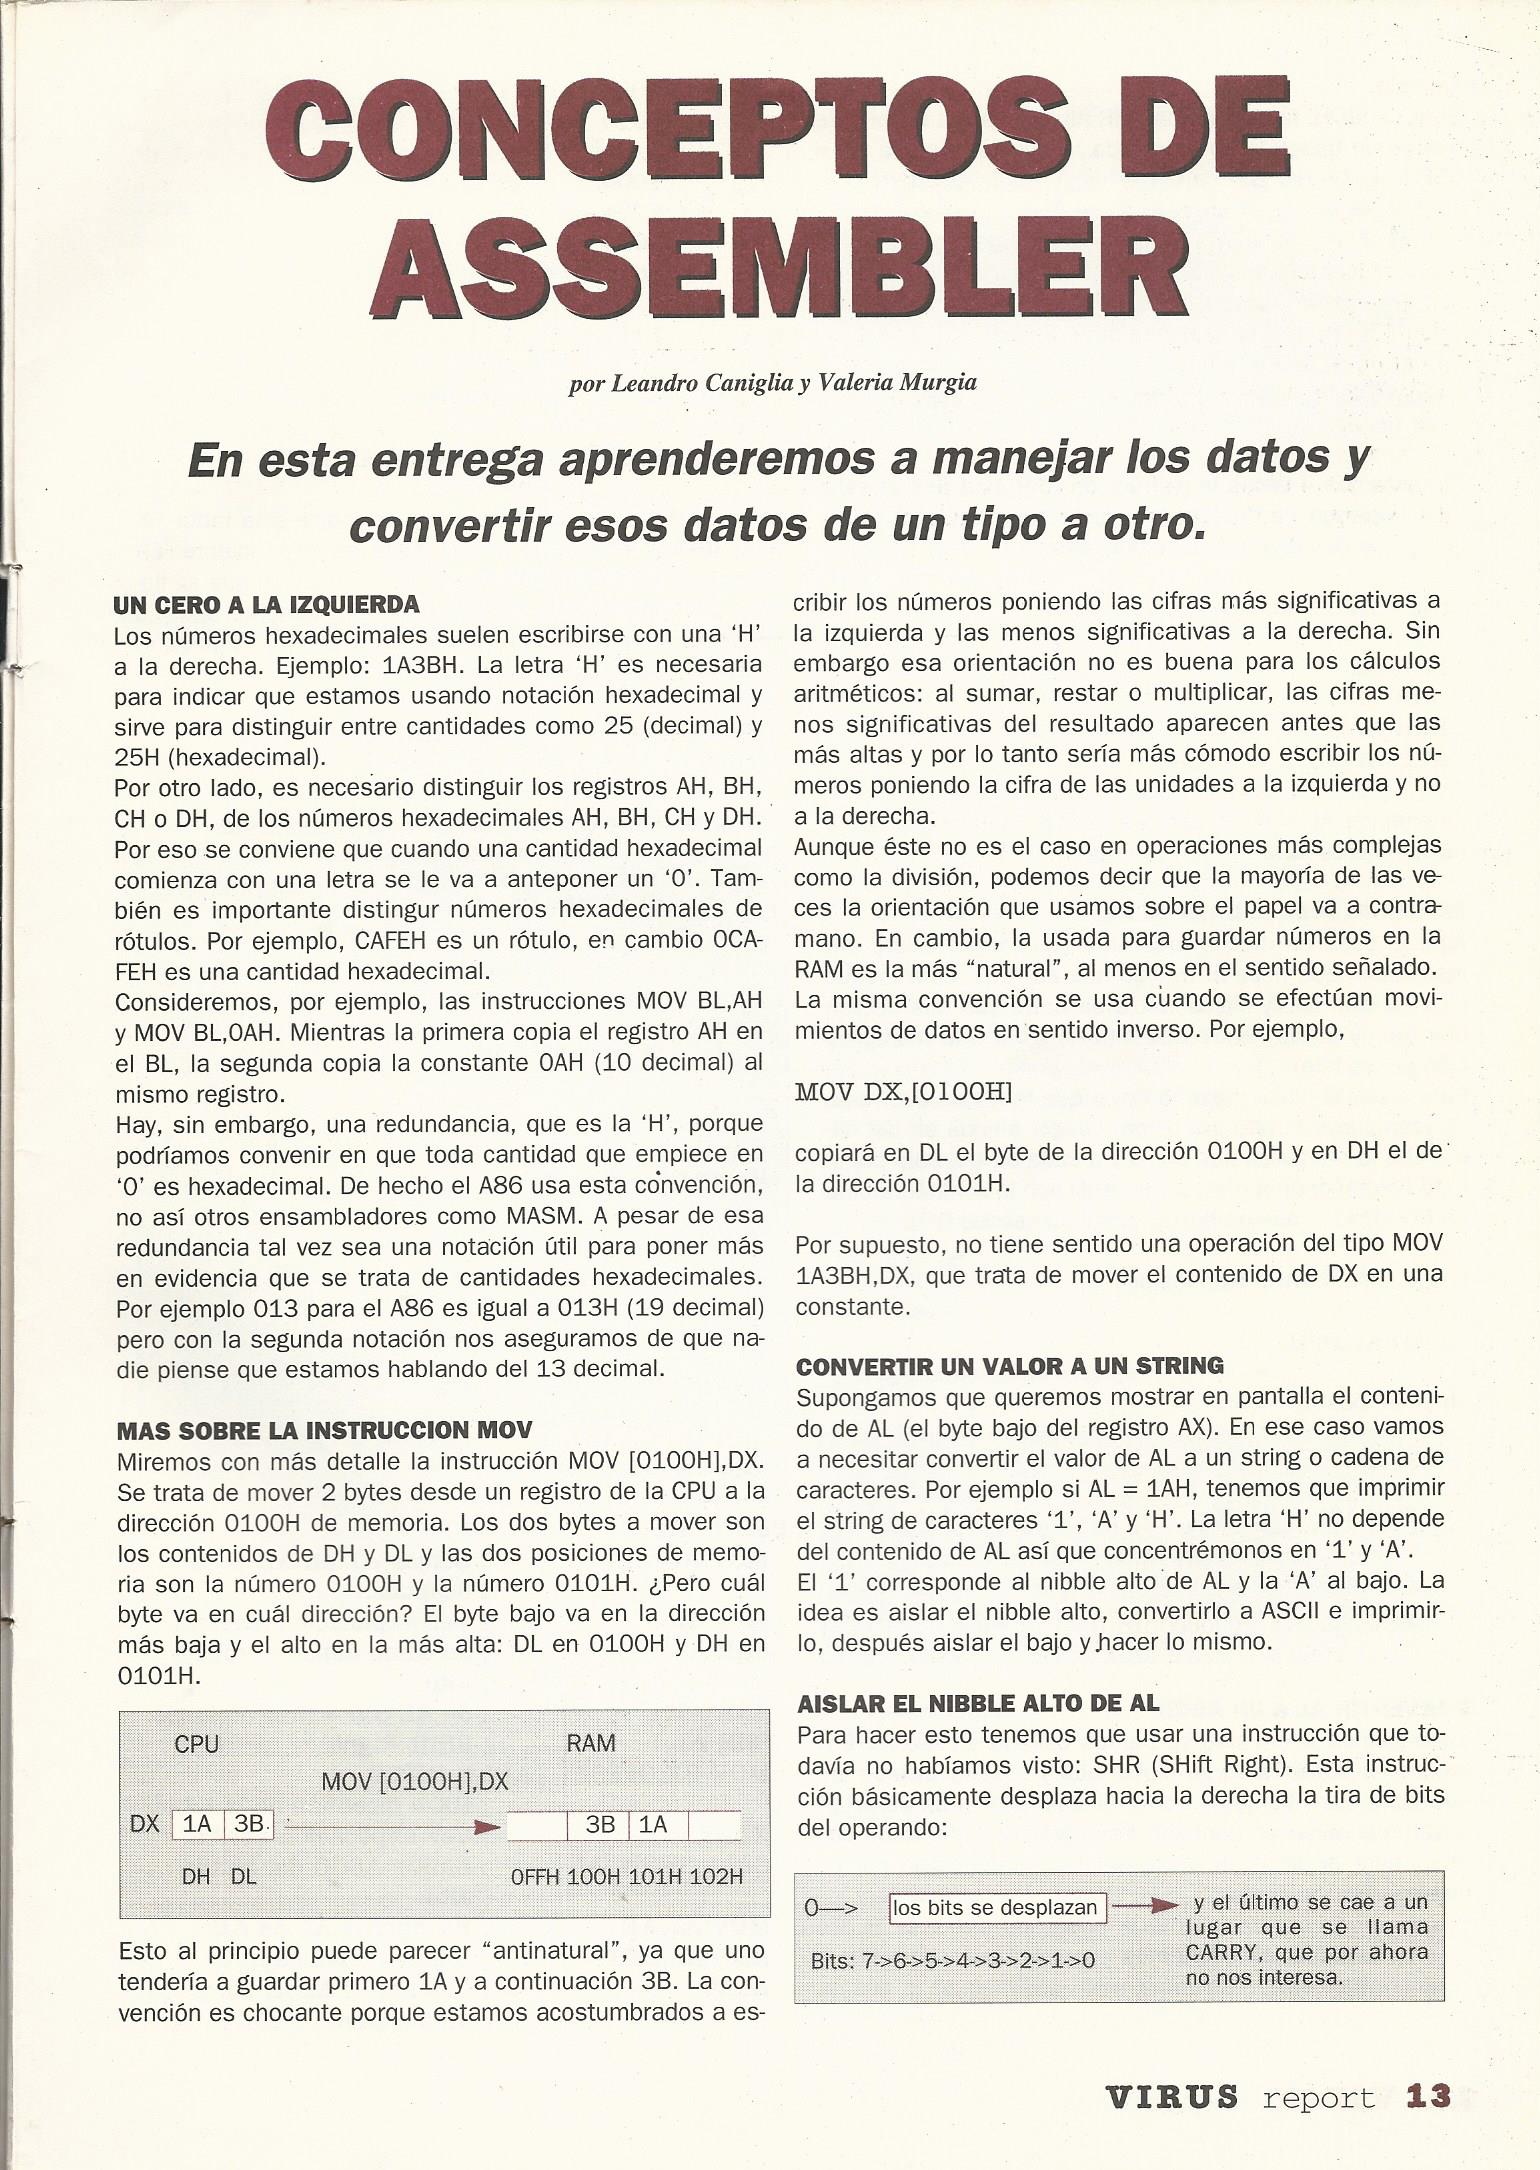 CONCEPTOS DE
ASSEMBLER
por Leandro Caniglia y Valeria Murgia
En esta entrega aprenderemos a manejar los datos y
convertir esos datos de un tipo a otro.
UN CERO A LA IZQUIERDA
Los números hexadecimales suelen escribirse con una ‘H’
a la derecha. Ejemplo: 1A3BH. La letra ‘H’ es necesaria
para indicar que estamos usando notación hexadecimal y
sirve para distinguir entre cantidades como 25 (decimal) y
25H (hexadecimal).
Por otro lado, es necesario distinguir los registros AH, BH,
CH o DH, de los números hexadecimales AH, BH, CH y DH.
Por eso se conviene que cuando una cantidad hexadecimal
comienza con una letra se le va a anteponer un ‘0’. Tam-
bién es importante distingur números hexadecimales de
rótulos. Por ejemplo, CAFEH es un rótulo, en cambio 0CA-
FEH es una cantidad hexadecimal.
Consideremos, por ejemplo, las instrucciones MOV BL,AH
y MOV BL,0AH. Mientras la primera copia el registro AH en
el BL, la segunda copia la constante 0AH (10 decimal) al
mismo registro.
Hay, sin embargo, una redundancia, que es la ‘H’, porque
podríamos convenir en que toda cantidad que empiece en
‘0’ es hexadecimal. De hecho el A86 usa esta convención,
no así otros ensambladores como MASM. A pesar de esa
redundancia tal vez sea una notación útil para poner más
en evidencia que se trata de cantidades hexadecimales.
Por ejemplo 013 para el A86 es igual a 013H (19 decimal)
pero con la segunda notación nos aseguramos de que na-
die piense que estamos hablando del 13 decimal.
MAS SOBRE LA INSTRUCCION MOV
Miremos con más detalle la instrucción MOV [0100H],DX.
Se trata de mover 2 bytes desde un registro de la CPU a la
dirección 0100H de memoria. Los dos bytes a mover son
los contenidos de DH y DL y las dos posiciones de memo-
ria son la número 0100H y la número 0101H. ¿Pero cuál
byte va en cuál dirección? El byte bajo va en la dirección
más baja y el alto en la más alta: DL en 0100H y DH en
0101H.
CPU RAM
MOV [0100H],DX
DX 1A 3B 3B 1A
DH DL 0FFH 100H 101H 102H
Esto al principio puede parecer “antinatural”, ya que uno
tendería a guardar primero 1A y a continuación 3B. La con-
vención es chocante porque estamos acostumbrados a es-
cribir los números poniendo las cifras más significativas a
la izquierda y las menos significativas a la derecha. Sin
embargo esa orientación no es buena para los cálculos
aritméticos: al sumar, restar o multiplicar, las cifras me-
nos significativas del resultado aparecen antes que las
más altas y por lo tanto sería más cómodo escribir los nú-
meros poniendo la cifra de las unidades a la izquierda y no
a la derecha.
Aunque éste no es el caso en operaciones más complejas
como la división, podemos decir que la mayoría de las ve-
ces la orientación que usamos sobre el papel va a contra-
mano. En cambio, la usada para guardar números en la
RAM es la más “natural”, al menos en el sentido señalado.
La misma convención se usa cuando se efectúan movi-
mientos de datos en sentido inverso. Por ejemplo,
MOV DX,[0100H]
copiará en DL el byte de la dirección 0100H y en DH el de
la dirección 0101H.
Por supuesto, no tiene sentido una operación del tipo MOV
1A3BH,DX, que trata de mover el contenido de DX en una
constante.
CONVERTIR UN VALOR A UN STRING
Supongamos que queremos mostrar en pantalla el conteni-
do de AL (el byte bajo del registro AX). En ese caso vamos
a necesitar convertir el valor de AL a un string o cadena de
caracteres. Por ejemplo si AL = 1AH, tenemos que imprimir
el string de caracteres ‘1’, ‘A’ y ‘H’. La letra ‘H’ no depende
del contenido de AL así que concentrémonos en ‘1’ y ‘A’.
El ‘1’ corresponde al nibble alto de AL y la ‘A’ al bajo. La
idea es aislar el nibble alto, convertirlo a ASCII e imprimir-
lo, después aislar el bajo y hacer lo mismo.
AISLAR EL NIBBLE ALTO DE AL
Para hacer esto tenemos que usar una instrucción que to-
davía no habíamos visto: SHR (SHift Right). Esta instruc-
ción básicamente desplaza hacia la derecha la tira de bits
del operando:
0—> los bits se desplazan
Bits: 7->6->5->4->3->2->1->0
y el último se cae a un
lugar que se llama
CARRY, que por ahora
no nos interesa.
VIRUS report 13